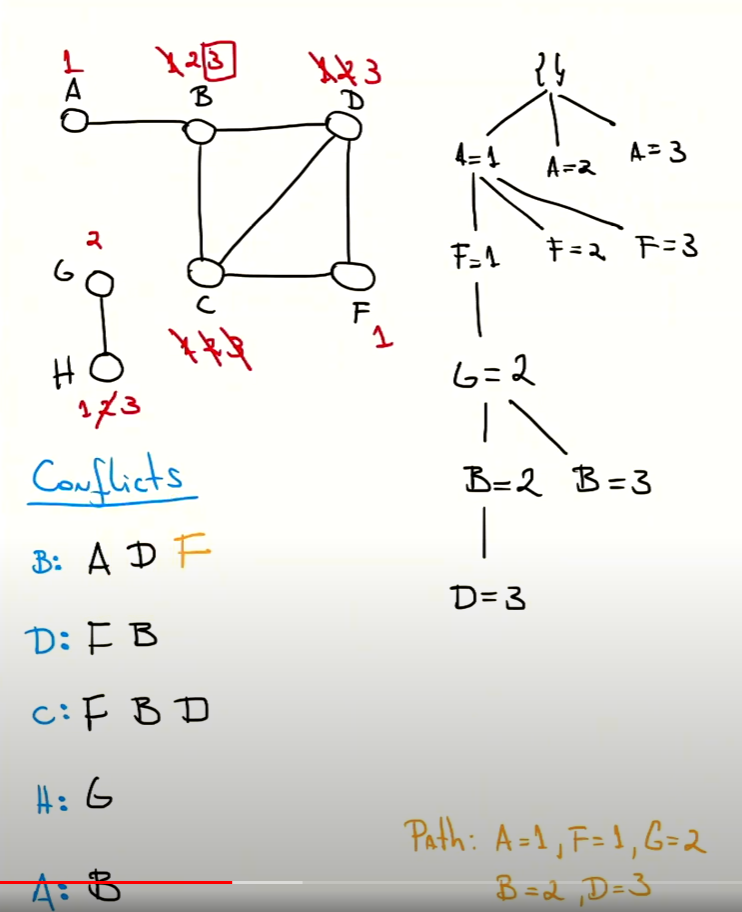 1
A
1 2 3
B
1 2 3
D
{}
A=1
A=2
A=3
2
G
C
1 2 3
F
1
F=1
F=2
F=3
H
1 2 3
G=2
Conflicts
B=2
B=3
B: A D F
D=3
D: F B
C: F B D
H: G
Path: A=1, F=1, G=2
B=2, D=3
A: B